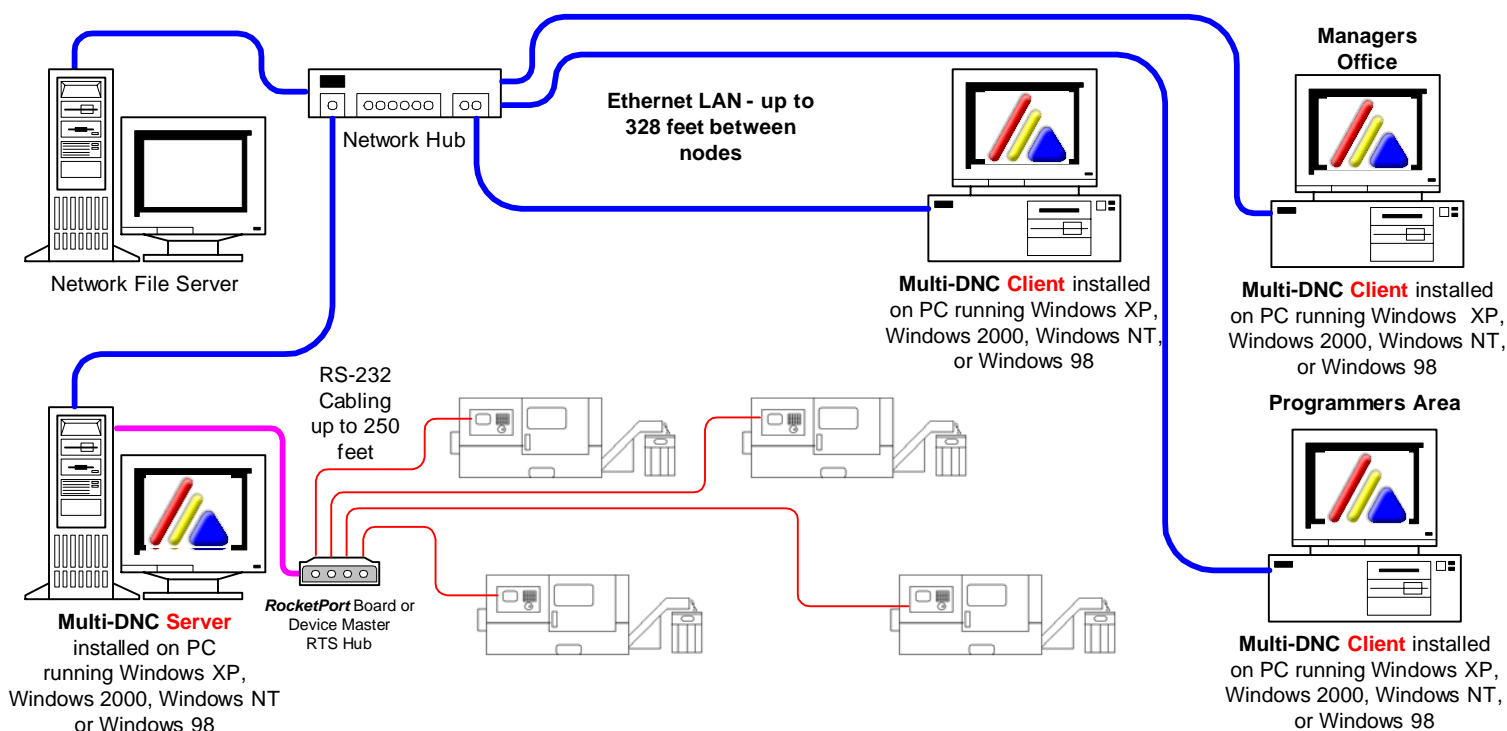 Managers
Office
Ethernet LAN - up to
328 feet between
nodes
Network Hub
Network File Server
Multi-DNC Client installed
on PC running Windows XP,
Windows 2000, Windows NT,
or Windows 98
Multi-DNC Client installed
on PC running Windows XP,
Windows 2000, Windows NT,
or Windows 98
RS-232
Cabling
up to 250
feet
Programmers Area
RocketPort Board or
Device Master
RTS Hub
Multi-DNC Server
installed on PC
running Windows XP,
Windows 2000, Windows NT
or Windows 98
Multi-DNC Client installed
on PC running Windows XP,
Windows 2000, Windows NT,
or Windows 98